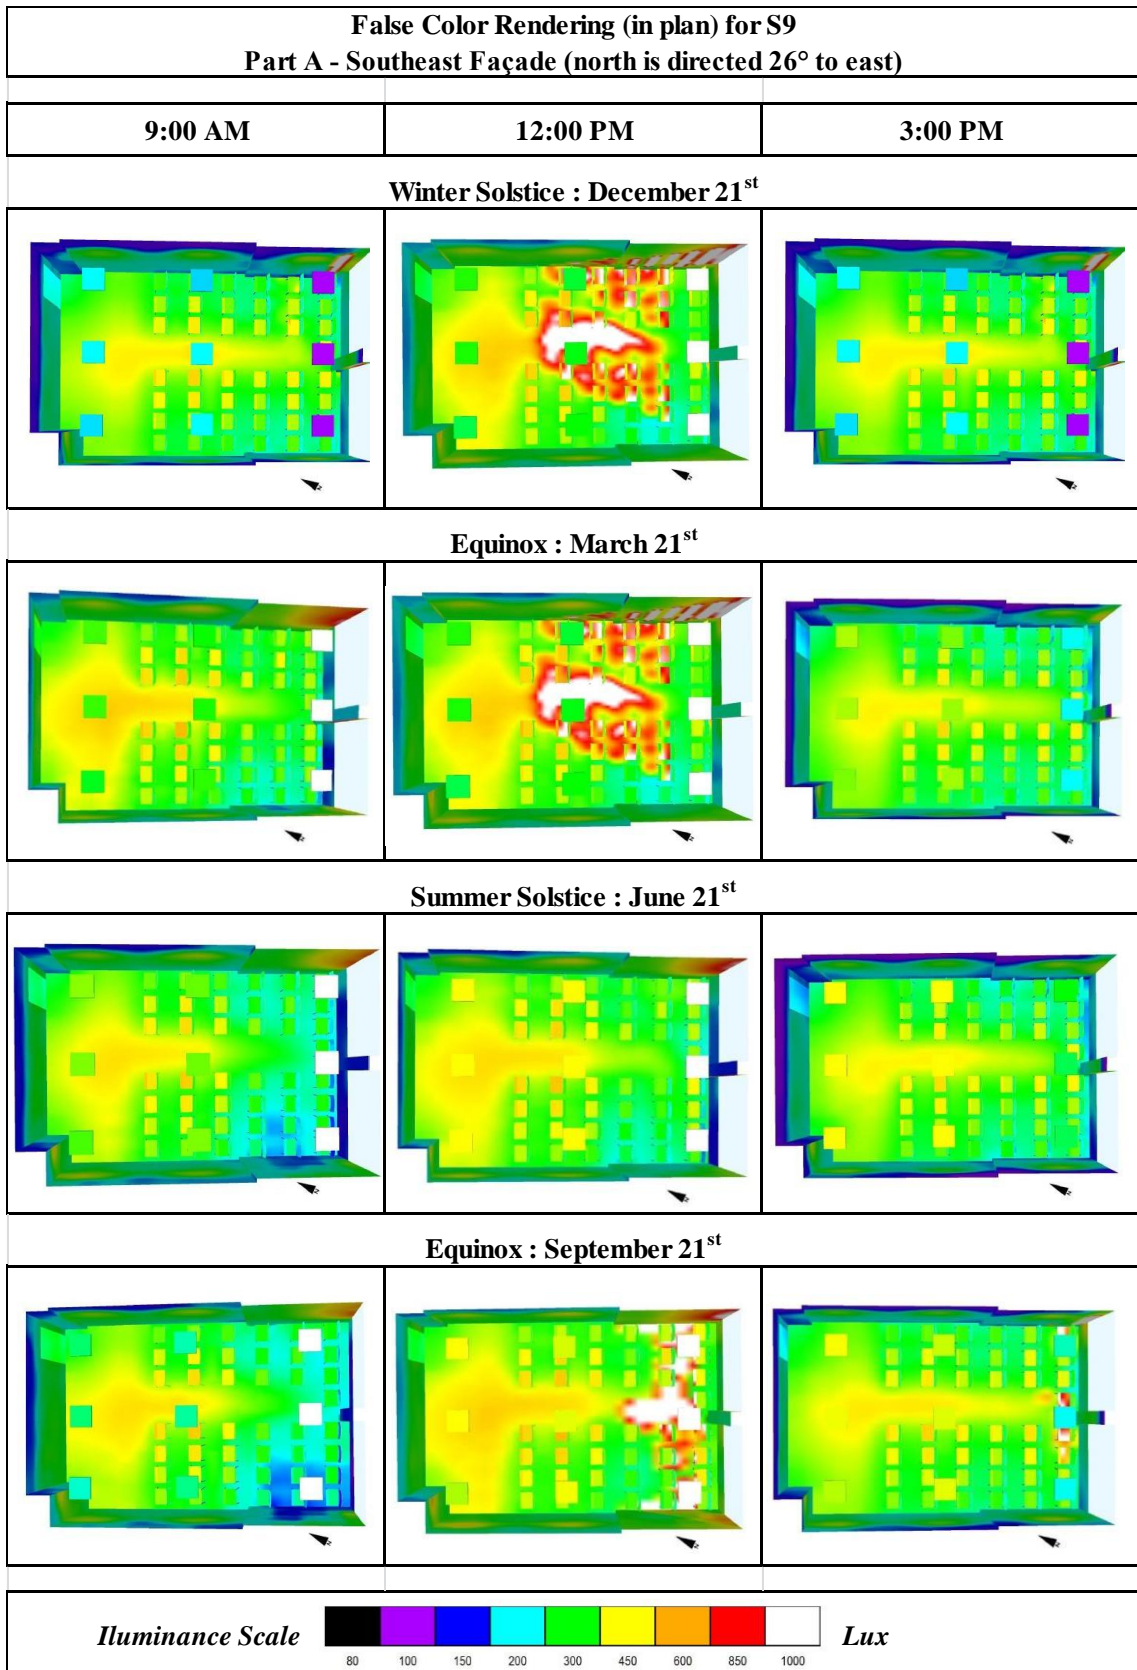 False Color Rendering (in plan) for S9
Part A - Southeast Façade (north is directed 26° to east)
9:00 AM 12:00 PM 3:00 PM
Winter Solstice : December 21st
Equinox : March 21st
Summer Solstice : June 21st
Equinox : September 21st
Iluminance Scale Lux
80 100 150 200 300 450 600 850 1000